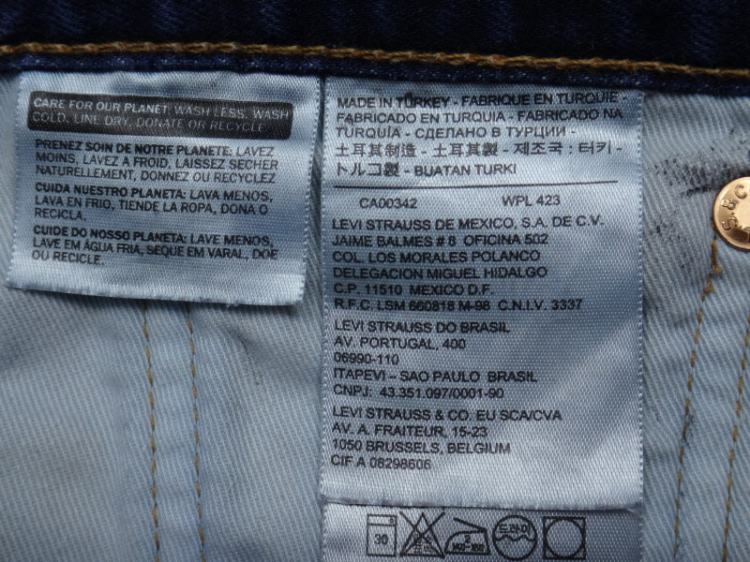 CARE FOR OUR PLANET: WASH LESS, WASH
COLD, LINE DRY, DONATE OR RECYCLE
PRENEZ SOIN DE NOTRE PLANETE: LAVEZ
MOINS, LAVEZ A FROID, LAISSEZ SECHER
NATURELLEMENT, DONNEZ OU RECYCLEZ
CUIDA NUESTRO PLANETA: LAVA MENOS,
LAVA EN FRIO, TIENDE LA ROPA, DONA O
RECICLA.
CUIDE DO NOSSO PLANETA: LAVE MENOS,
LAVE EM ÁGUA FRIA, SEQUE EM VARAL, DOE
OU RECICLE.
MADE IN TURKEY - FABRIQUE EN TURQUIE -
FABRICADO EN TURQUIA - FABRICADO NA
TURQUÍA - СДЕЛАНО В ТУРЦИИ -
土耳其制造 - 土耳其製 - 제조국 : 터키 -
トルコ製 - BUATAN TURKI
CA00342 WPL 423
LEVI STRAUSS DE MEXICO, S.A. DE C.V.
JAIME BALMES # 8 OFICINA 502
COL. LOS MORALES POLANCO
DELEGACION MIGUEL HIDALGO
C.P. 11510 MEXICO D.F.
R.F.C. LSM 660818 M-98 C.N.I.V. 3337
LEVI STRAUSS DO BRASIL
AV. PORTUGAL, 400
06990-110
ITAPEVI – SAO PAULO BRASIL
CNPJ: 43.351.097/0001-90
LEVI STRAUSS & CO. EU SCA/CVA
AV. A. FRAITEUR, 15-23
1050 BRUSSELS, BELGIUM
CIF A 08298606
30 2 140-160 드라이
S.&C